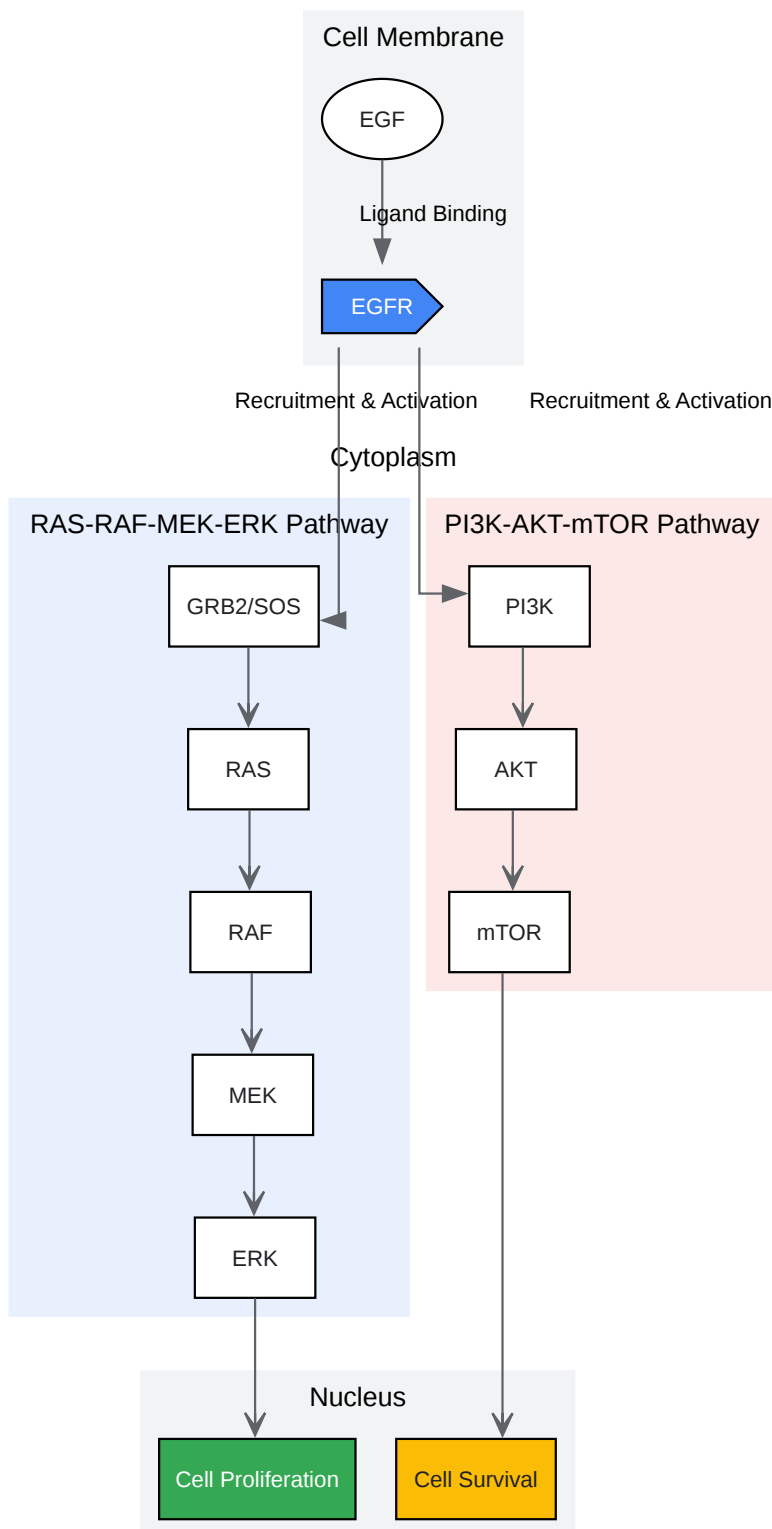 Cell Membrane
EGF
Ligand Binding
EGFR
Recruitment & Activation
Recruitment & Activation
Cytoplasm
RAS-RAF-MEK-ERK Pathway
PI3K-AKT-mTOR Pathway
GRB2/SOS
PI3K
RAS
AKT
RAF
mTOR
MEK
ERK
Nucleus
Cell Proliferation
Cell Survival